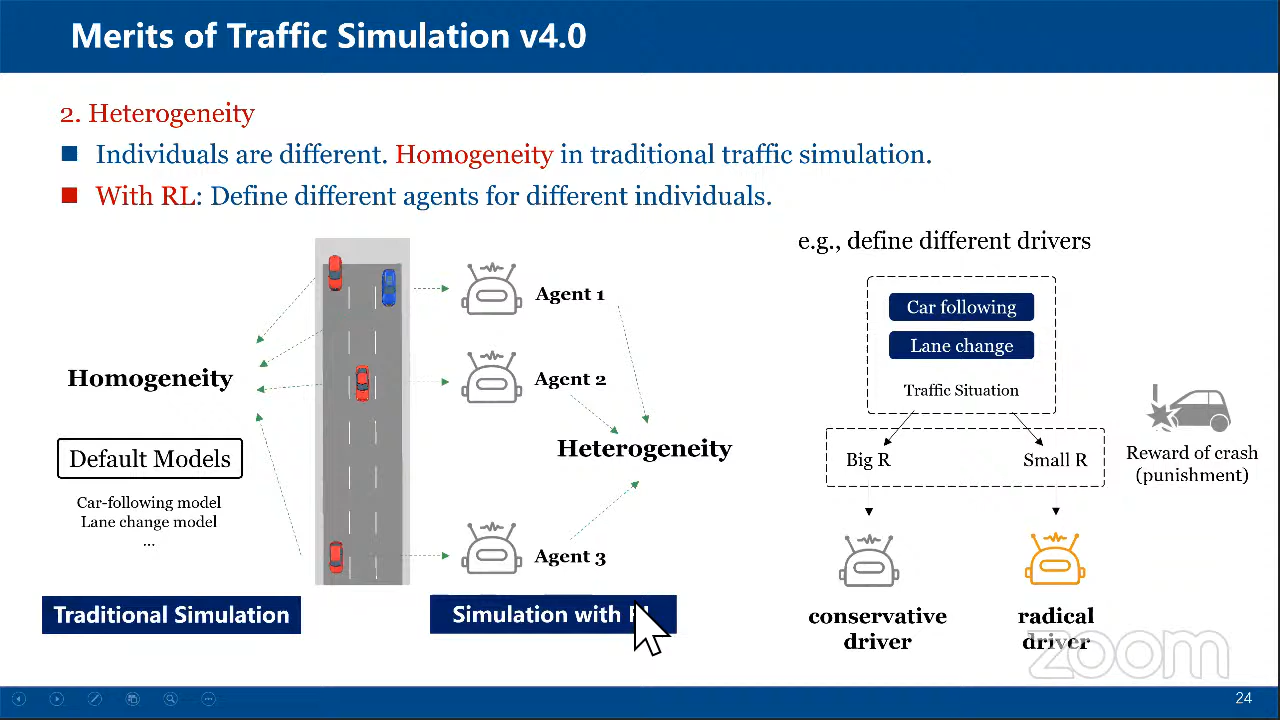 Merits of Traffic Simulation v4.0
2. Heterogeneity
Individuals are different. Homogeneity in traditional traffic simulation.
With RL: Define different agents for different individuals.
e.g., define different drivers
Agent 1
Agent 2
Agent 3
Homogeneity
Default Models
Car-following model
Lane change model
...
Heterogeneity
Traditional Simulation
Simulation with
Car following
Lane change
Traffic Situation
Big R
Small R
Reward of crash
(punishment)
conservative
driver
radical
driver
zoom
24